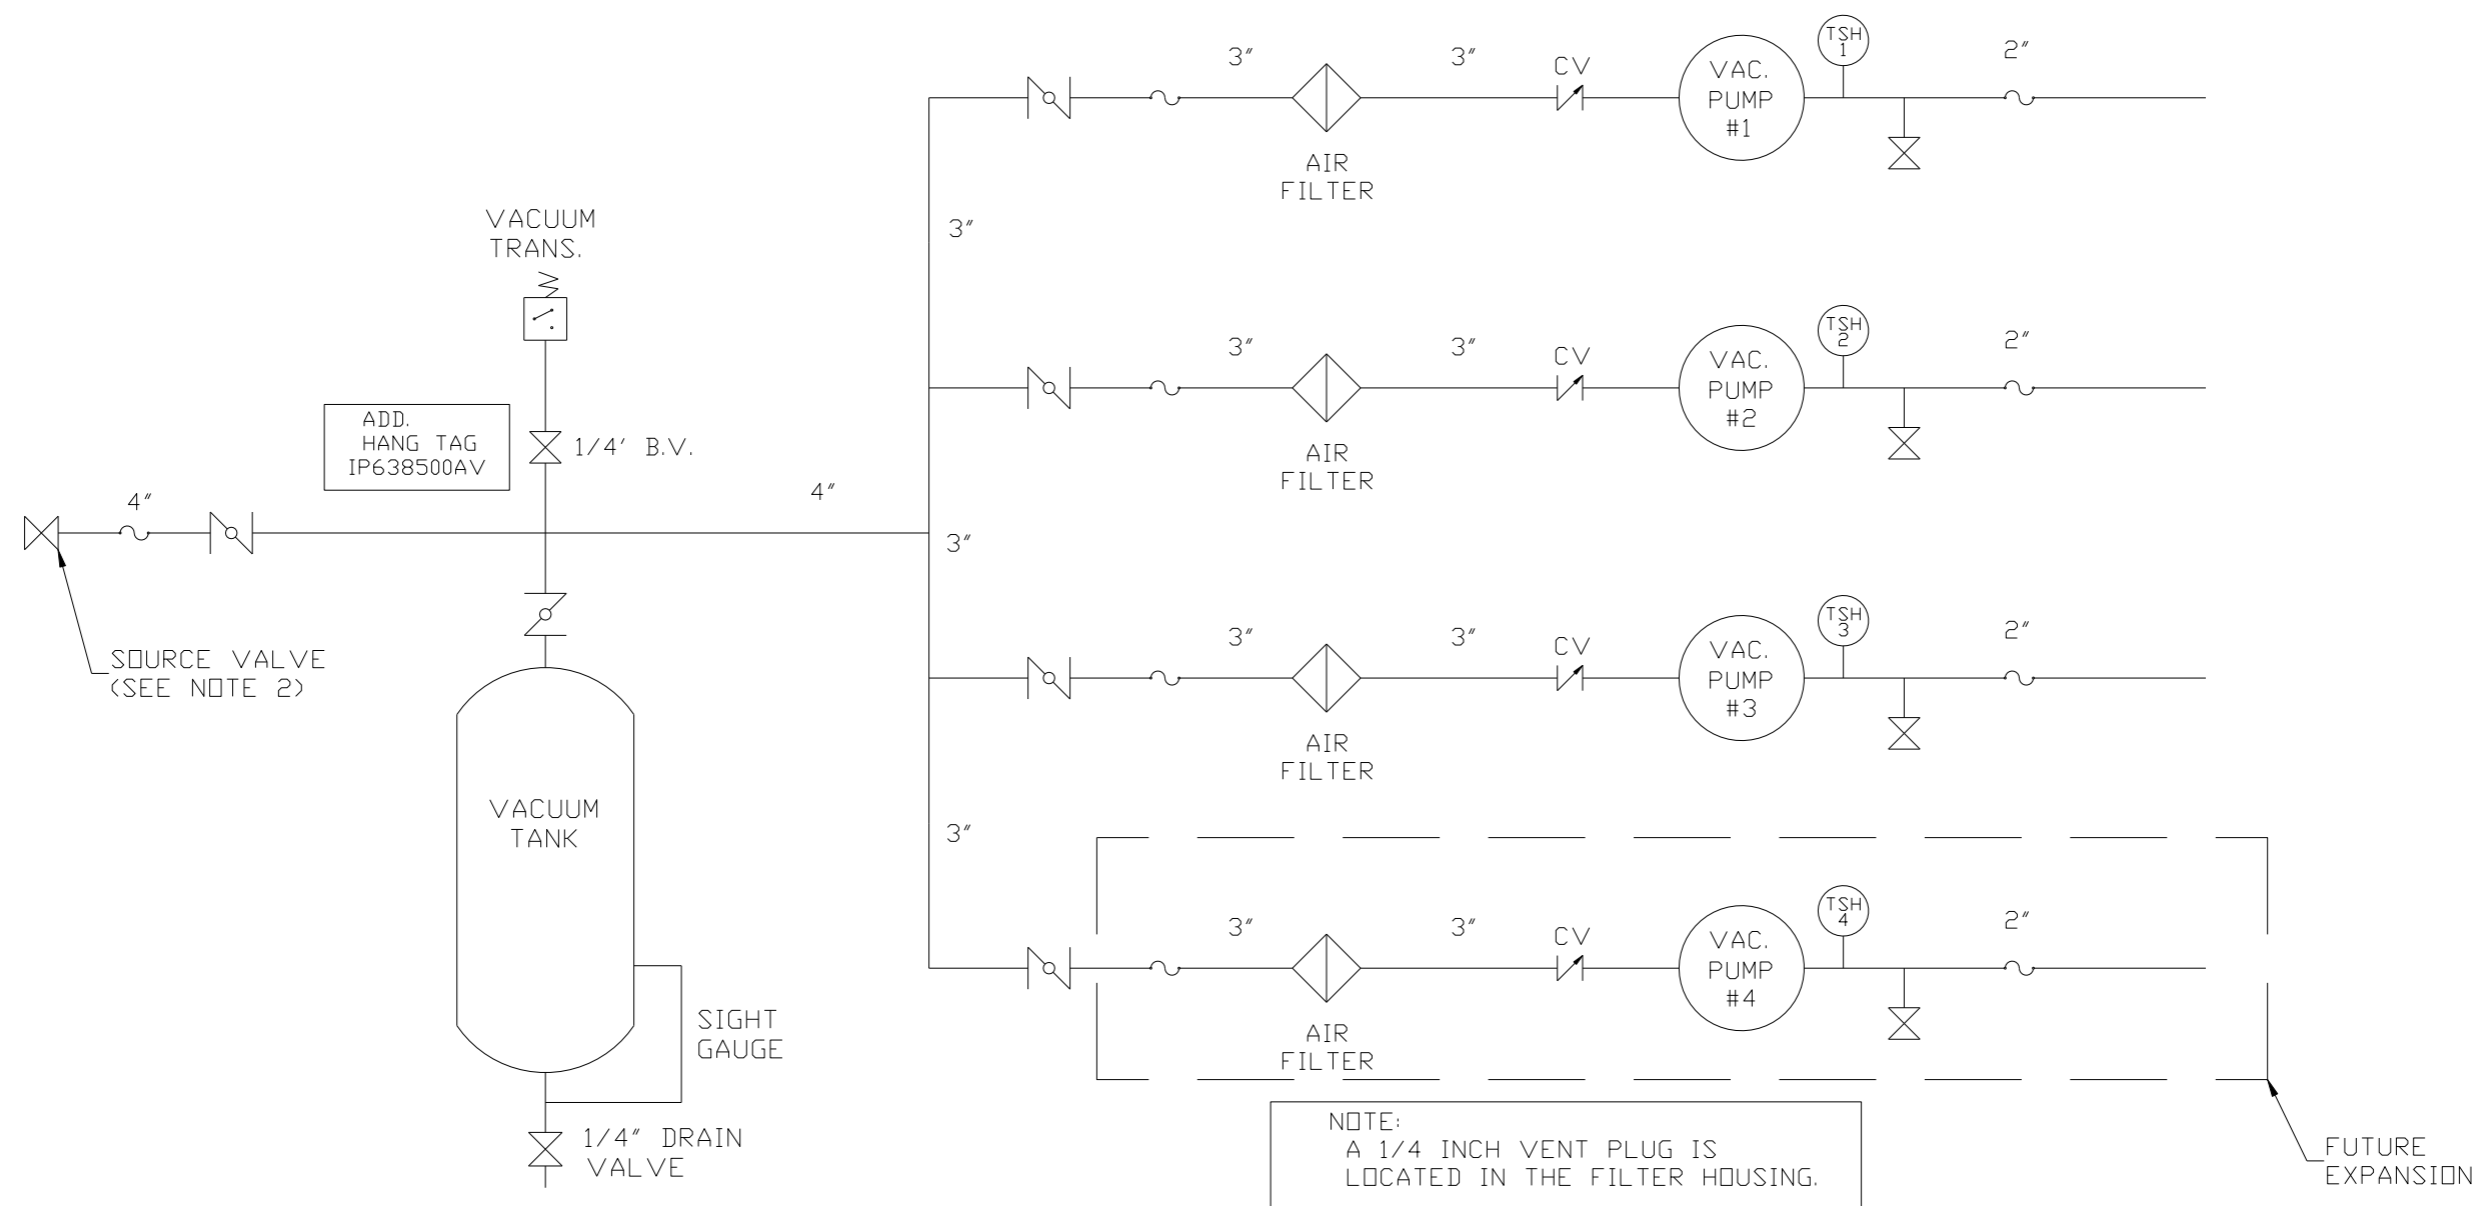 3″
3″
CV
VAC.
PUMP
#1
TSH
1
2″
AIR
FILTER
3″
VACUUM
TRANS.
3″
3″
CV
VAC.
PUMP
#2
TSH
2
2″
AIR
FILTER
ADD.
HANG TAG
IP638500AV
1/4' B.V.
4″
4″
3″
SOURCE VALVE
(SEE NOTE 2)
3″
3″
CV
VAC.
PUMP
#3
TSH
3
2″
AIR
FILTER
VACUUM
TANK
3″
3″
3″
CV
VAC.
PUMP
#4
TSH
4
2″
AIR
FILTER
SIGHT
GAUGE
1/4″ DRAIN
VALVE
NOTE:
A 1/4 INCH VENT PLUG IS
LOCATED IN THE FILTER HOUSING.
FUTURE
EXPANSION